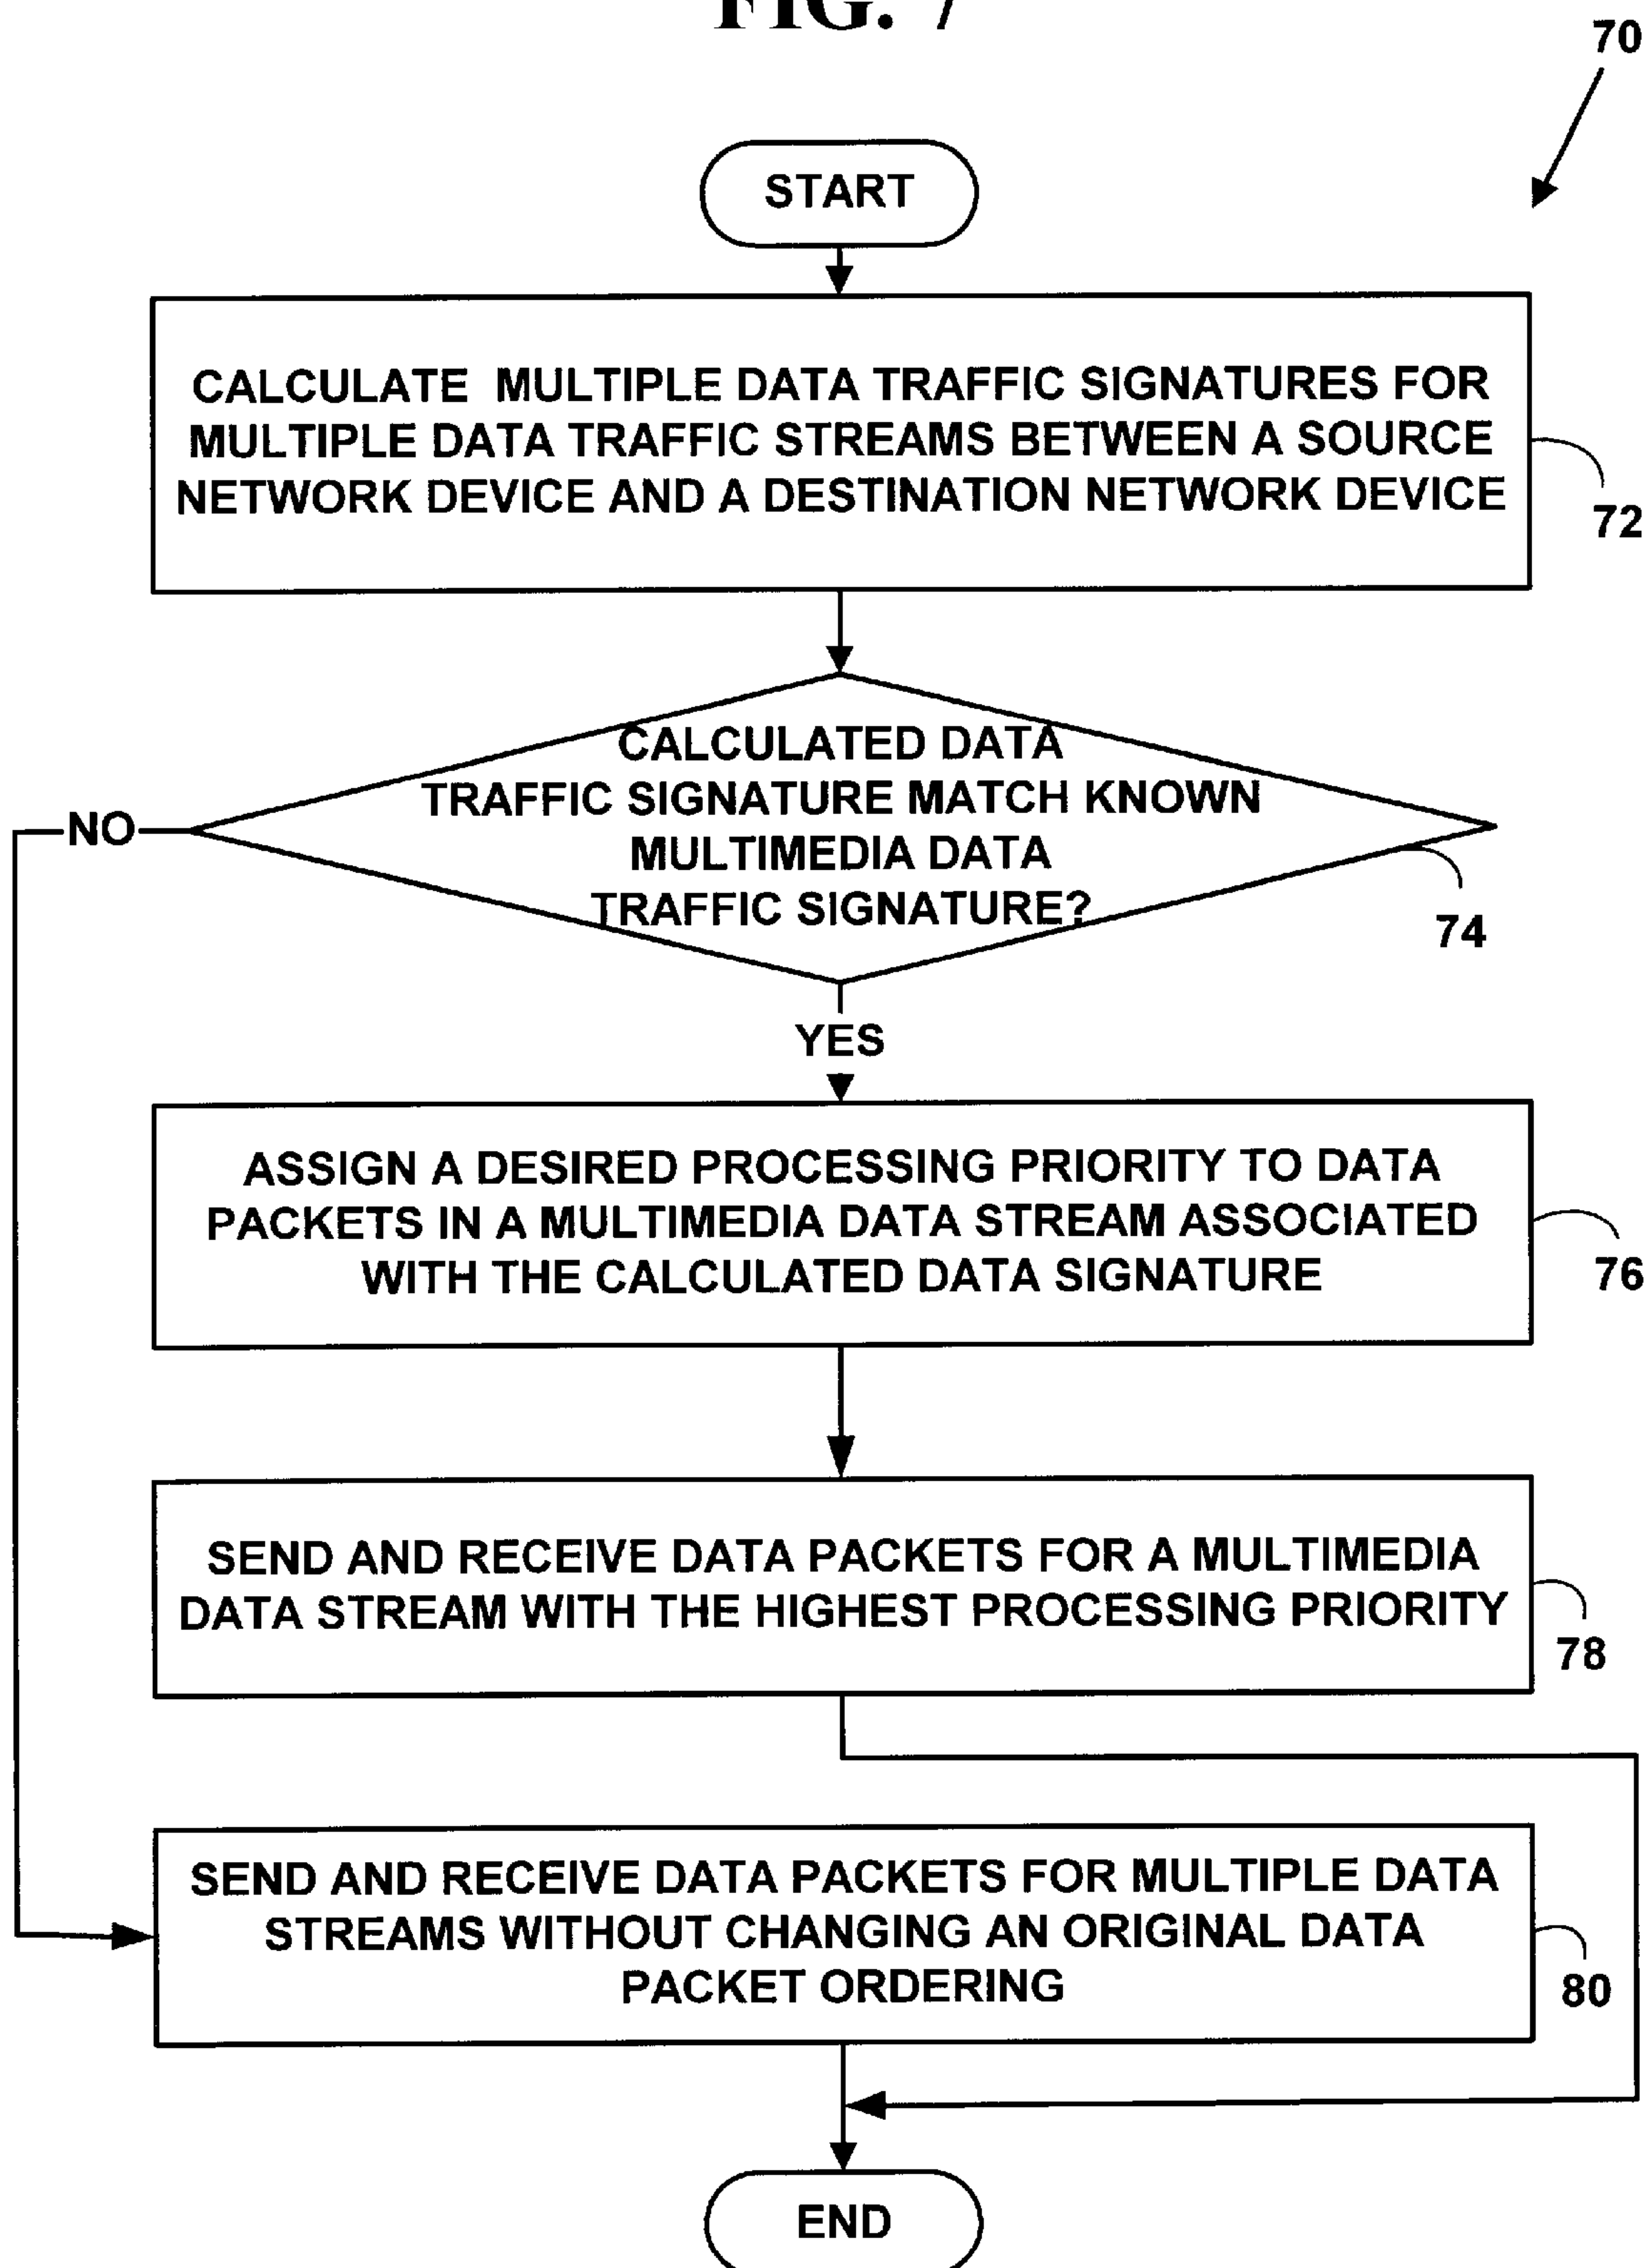 FIG. 7
70
START
CALCULATE MULTIPLE DATA TRAFFIC SIGNATURES FOR
MULTIPLE DATA TRAFFIC STREAMS BETWEEN A SOURCE
NETWORK DEVICE AND A DESTINATION NETWORK DEVICE
72
CALCULATED DATA
TRAFFIC SIGNATURE MATCH KNOWN
MULTIMEDIA DATA
TRAFFIC SIGNATURE?
NO
74
YES
ASSIGN A DESIRED PROCESSING PRIORITY TO DATA
PACKETS IN A MULTIMEDIA DATA STREAM ASSOCIATED
WITH THE CALCULATED DATA SIGNATURE
76
SEND AND RECEIVE DATA PACKETS FOR A MULTIMEDIA
DATA STREAM WITH THE HIGHEST PROCESSING PRIORITY
78
SEND AND RECEIVE DATA PACKETS FOR MULTIPLE DATA
STREAMS WITHOUT CHANGING AN ORIGINAL DATA
PACKET ORDERING
80
END